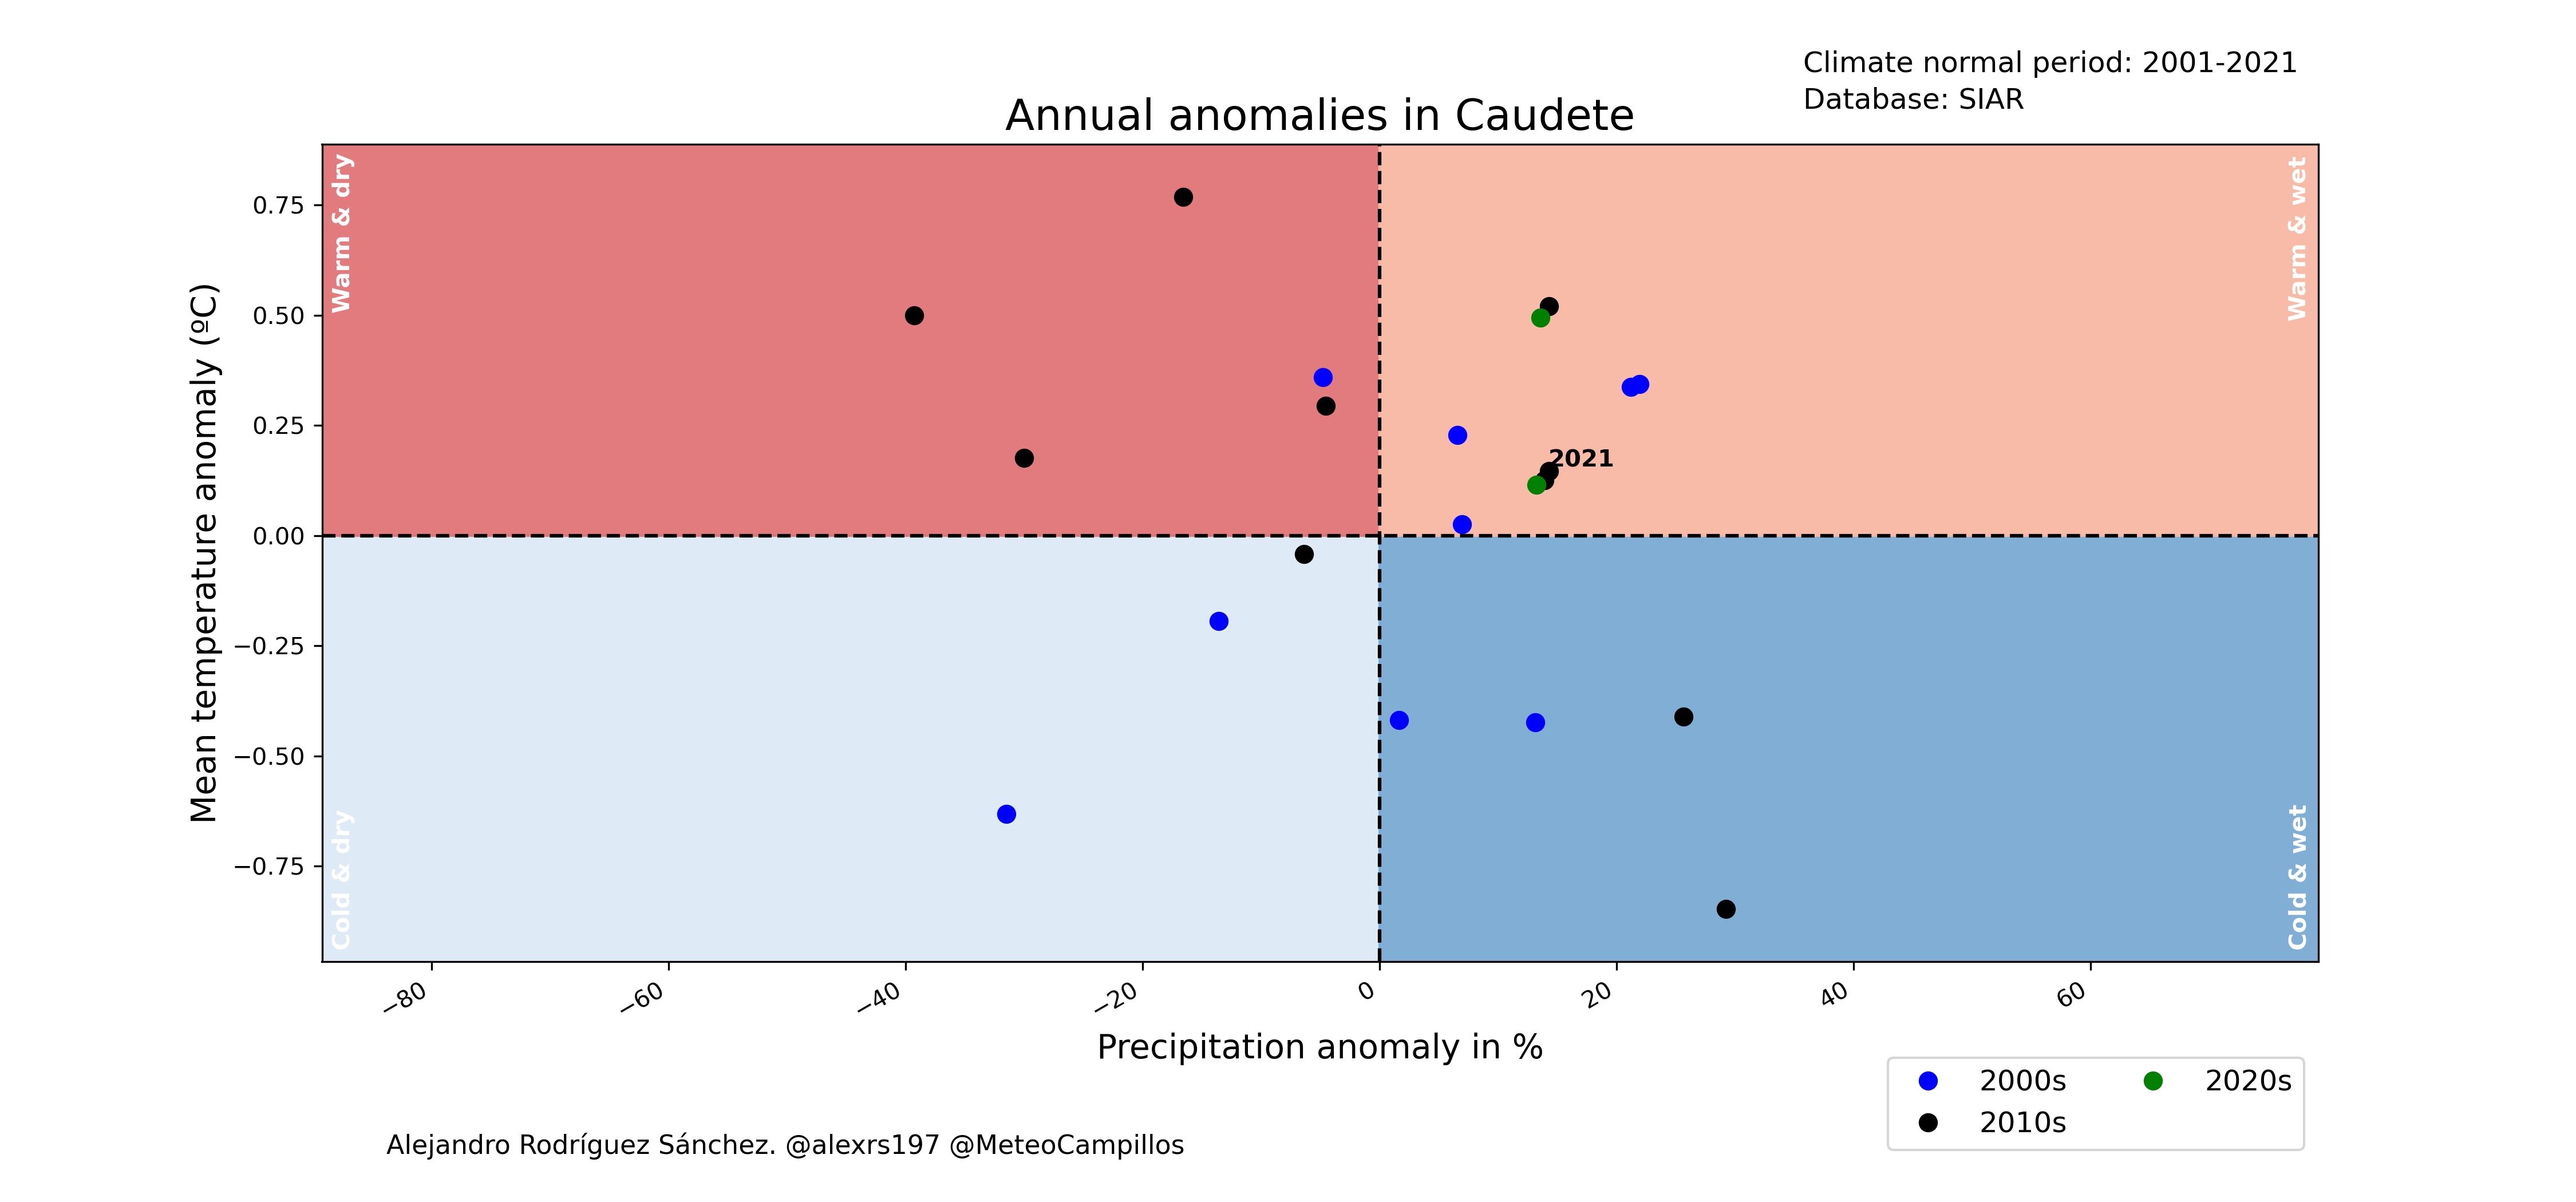 Climate normal period: 2001-2021
Database: SIAR
Annual anomalies in Caudete
Warm & dry
Warm & wet
Mean temperature anomaly (ºC)
0.75
0.50
0.25
0.00
−0.25
−0.50
−0.75
2021
Cold & dry
Cold & wet
−80 −60 −40 −20 0 20 40 60
Precipitation anomaly in %
2000s 2020s
2010s
Alejandro Rodríguez Sánchez. @alexrs197 @MeteoCampillos